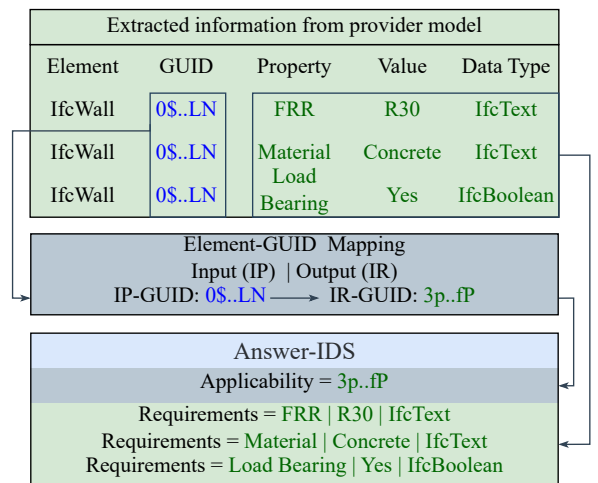 Extracted information from provider model
Element GUID Property Value Data Type
IfcWall 0$..LN FRR R30 IfcText
IfcWall 0$..LN Material Concrete IfcText
IfcWall 0$..LN Load Bearing Yes IfcBoolean
Element-GUID Mapping
Input (IP) | Output (IR)
IP-GUID: 0$..LN IR-GUID: 3p..fP
Answer-IDS
Applicability = 3p..fP
Requirements = FRR | R30 | IfcText
Requirements = Material | Concrete | IfcText
Requirements = Load Bearing | Yes | IfcBoolean